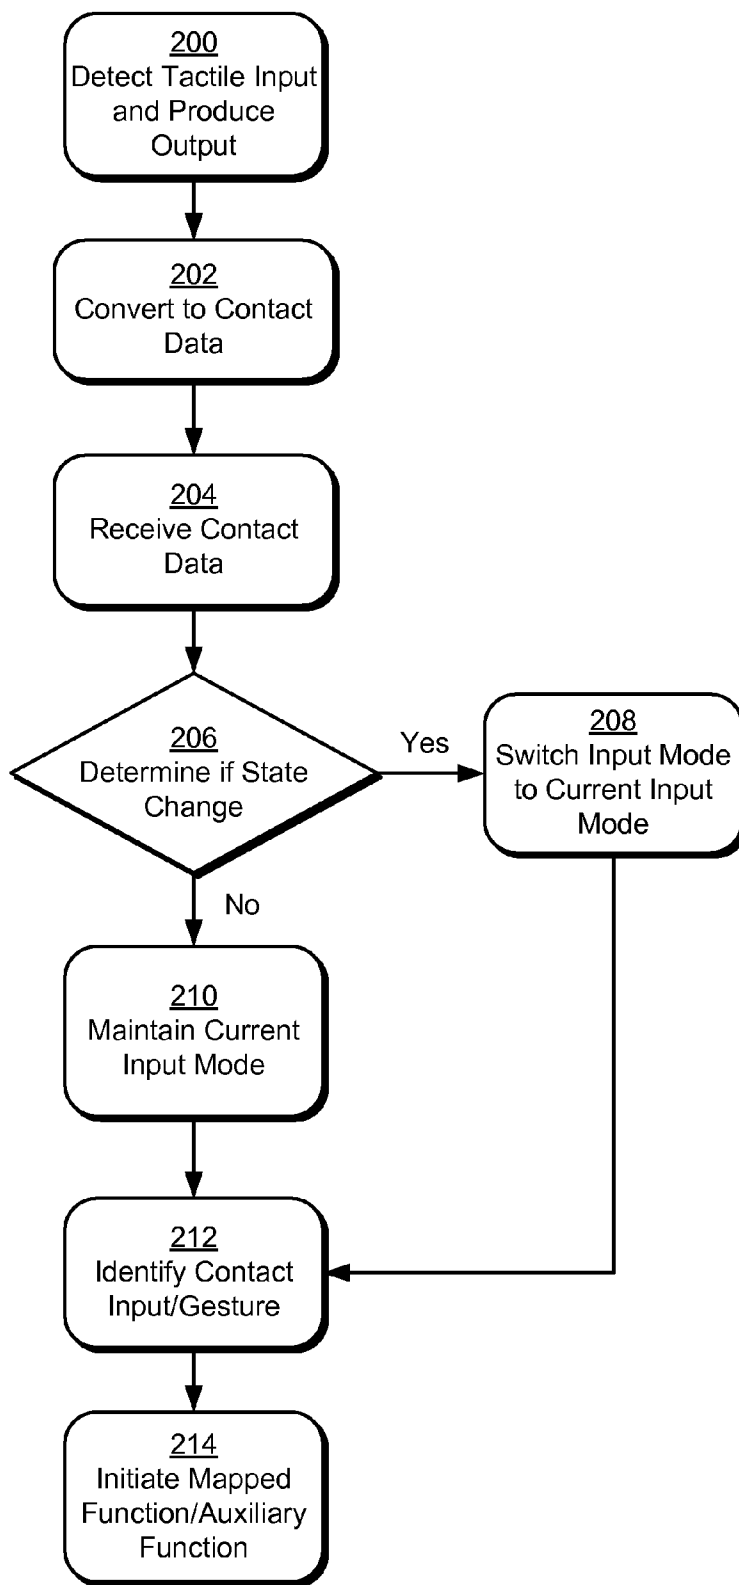 200
Detect Tactile Input
and Produce
Output
202
Convert to Contact
Data
204
Receive Contact
Data
206
Determine if State
Change
Yes
208
Switch Input Mode
to Current Input
Mode
No
210
Maintain Current
Input Mode
212
Identify Contact
Input/Gesture
214
Initiate Mapped
Function/Auxiliary
Function